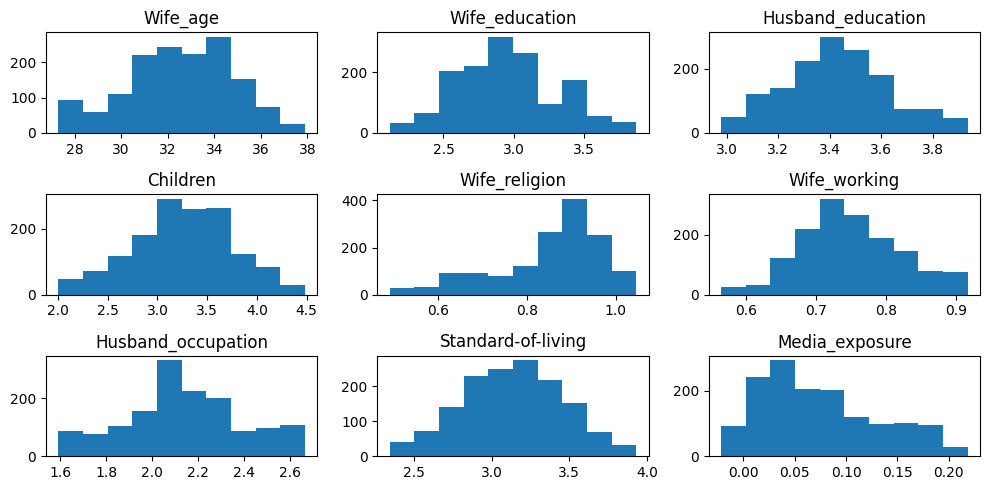 Wife_age Wife_education Husband_education
200
100
0
28 30 32 34 36 38
200
0
2.5 3.0 3.5
200
0
3.0 3.2 3.4 3.6 3.8
Children Wife_religion Wife_working
200
0
2.0 2.5 3.0 3.5 4.0 4.5
400
200
0
0.6 0.8 1.0
200
0
0.6 0.7 0.8 0.9
Husband_occupation Standard-of-living Media_exposure
200
0
1.6 1.8 2.0 2.2 2.4 2.6
200
100
0
2.5 3.0 3.5 4.0
200
0
0.00 0.05 0.10 0.15 0.20